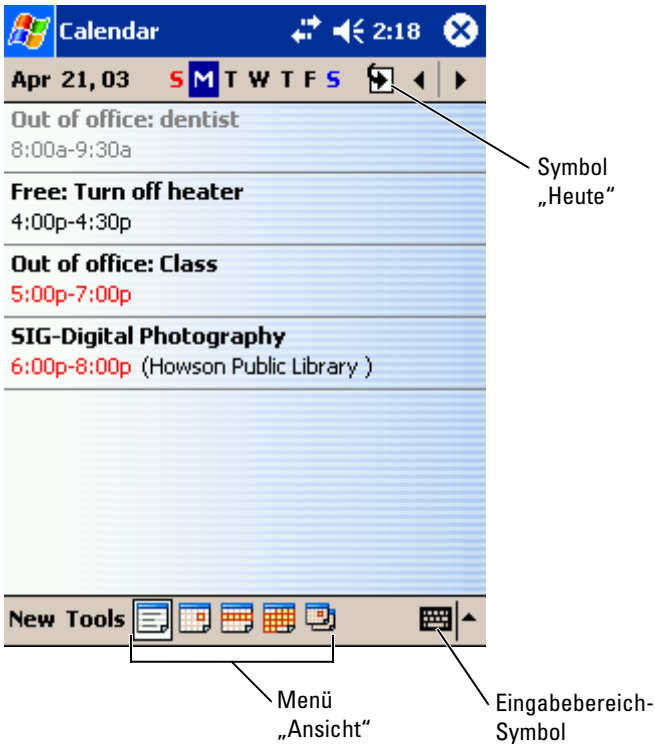 Calendar 2:18
Apr 21, 03 S M T W T F S
Out of office: dentist
8:00a-9:30a
Free: Turn off heater
4:00p-4:30p
Out of office: Class
5:00p-7:00p
SIG-Digital Photography
6:00p-8:00p (Howson Public Library )
New Tools
Symbol
„Heute“
Menü
„Ansicht“
Eingabebereich-
Symbol